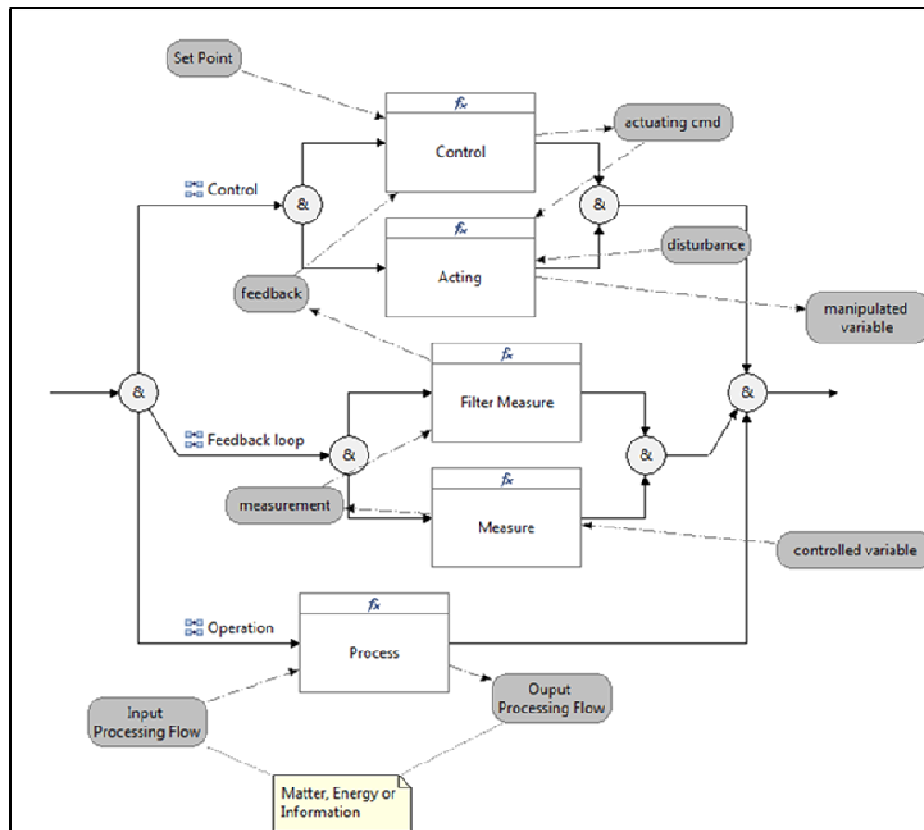 Set Point
fx
Control
actuating cmd
Control
&
&
fx
Acting
disturbance
feedback
manipulated
variable
fx
Filter Measure
&
&
Feedback loop
&
&
measurement
fx
Measure
controlled variable
Operation
fx
Process
Input
Processing Flow
Ouput
Processing Flow
Matter, Energy or
Information